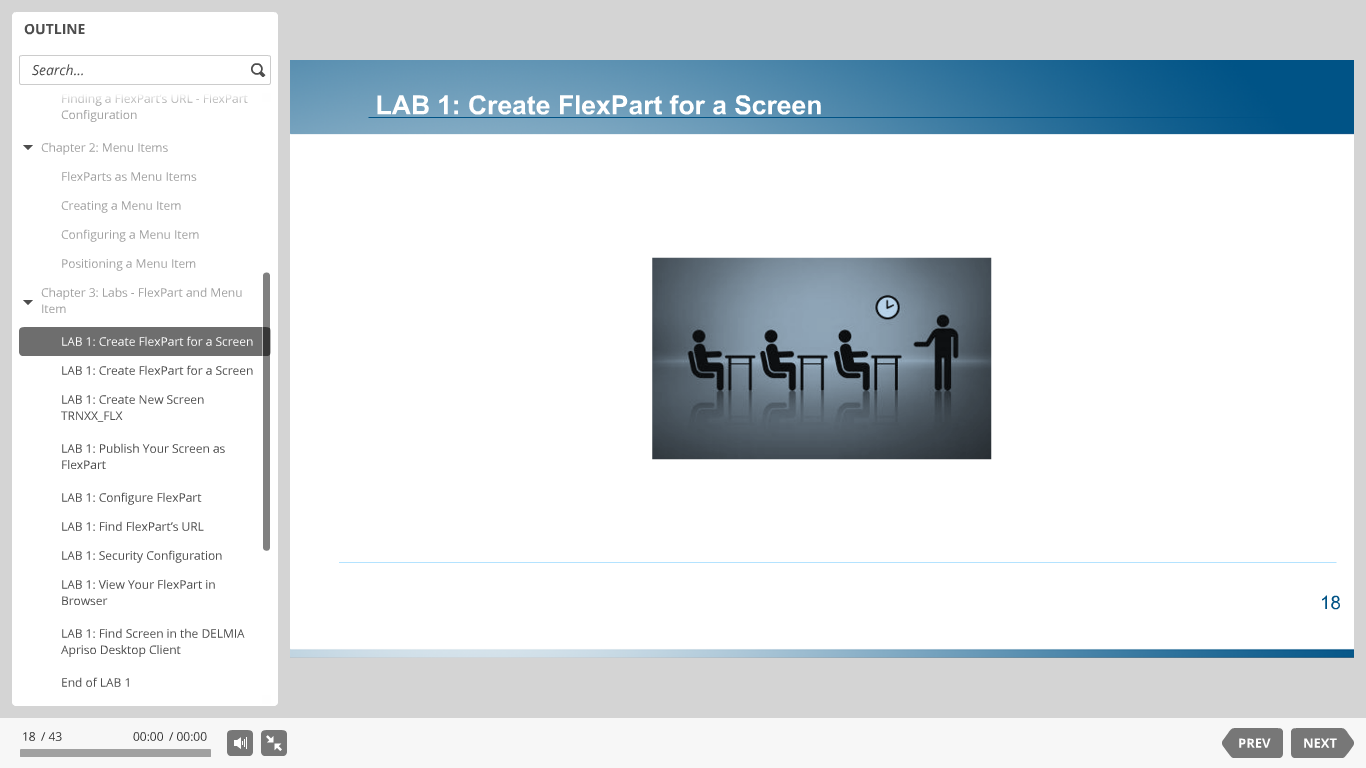 OUTLINE
Search...
Finding a FlexPart's URL - FlexPart
Configuration
Chapter 2: Menu Items
FlexParts as Menu Items
Creating a Menu Item
Configuring a Menu Item
Positioning a Menu Item
Chapter 3: Labs - FlexPart and Menu
Item
LAB 1: Create FlexPart for a Screen
LAB 1: Create FlexPart for a Screen
LAB 1: Create New Screen
TRNXX_FLX
LAB 1: Publish Your Screen as
FlexPart
LAB 1: Configure FlexPart
LAB 1: Find FlexPart’s URL
LAB 1: Security Configuration
LAB 1: View Your FlexPart in
Browser
LAB 1: Find Screen in the DELMIA
Apriso Desktop Client
End of LAB 1
LAB 1: Create FlexPart for a Screen
18
18 / 43
00:00 / 00:00
PREV
NEXT